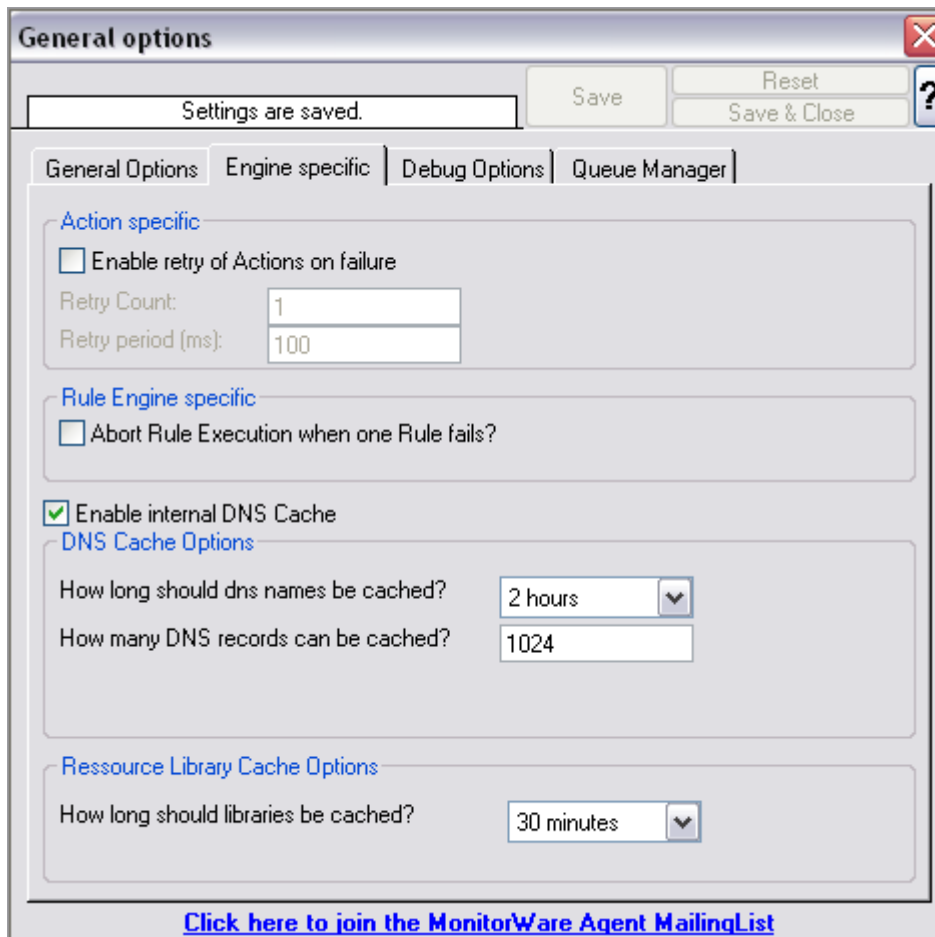 General options
Settings are saved.
Save
Reset
Save & Close
?
General Options Engine specific Debug Options Queue Manager
Action specific
Enable retry of Actions on failure
Retry Count: 1
Retry period (ms): 100
Rule Engine specific
Abort Rule Execution when one Rule fails?
Enable internal DNS Cache
DNS Cache Options
How long should dns names be cached? 2 hours
How many DNS records can be cached? 1024
Ressource Library Cache Options
How long should libraries be cached? 30 minutes
Click here to join the MonitorWare Agent MailingList